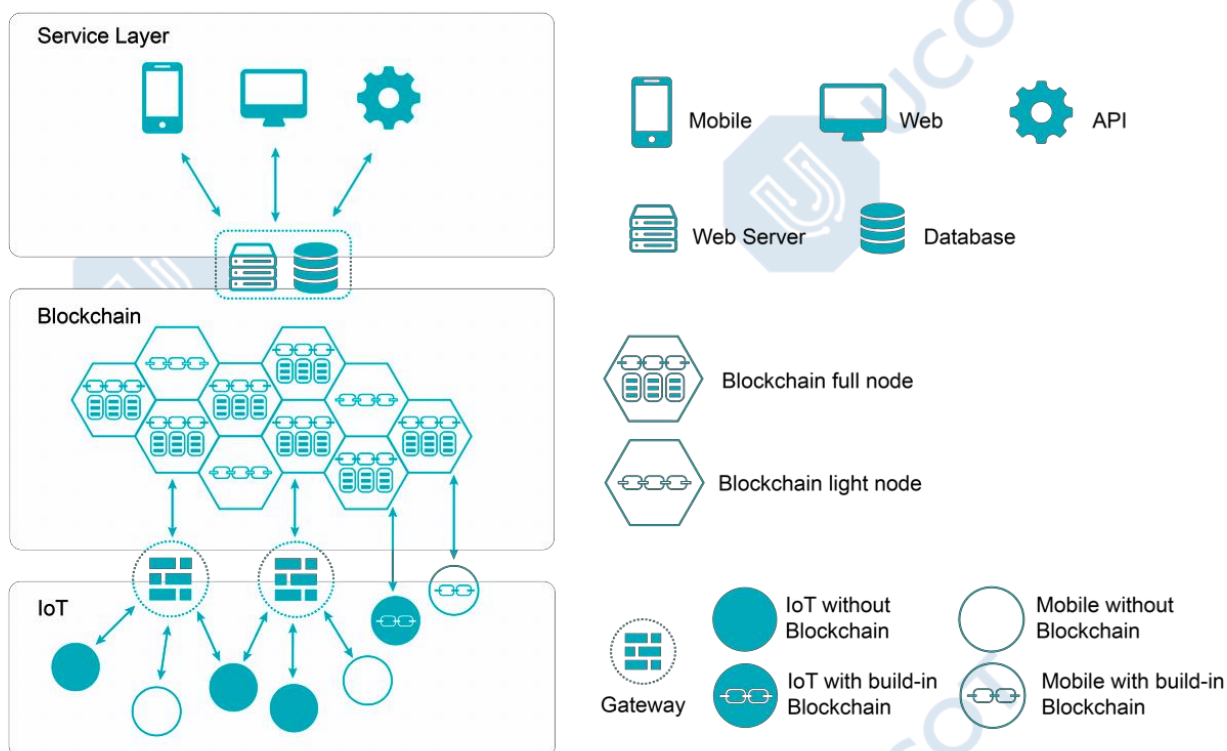 Service Layer
Mobile
Web
API
Web Server
Database
Blockchain
Blockchain full node
Blockchain light node
IoT
Gateway
IoT without
Blockchain
Mobile without
Blockchain
IoT with build-in
Blockchain
Mobile with build-in
Blockchain
UCOT